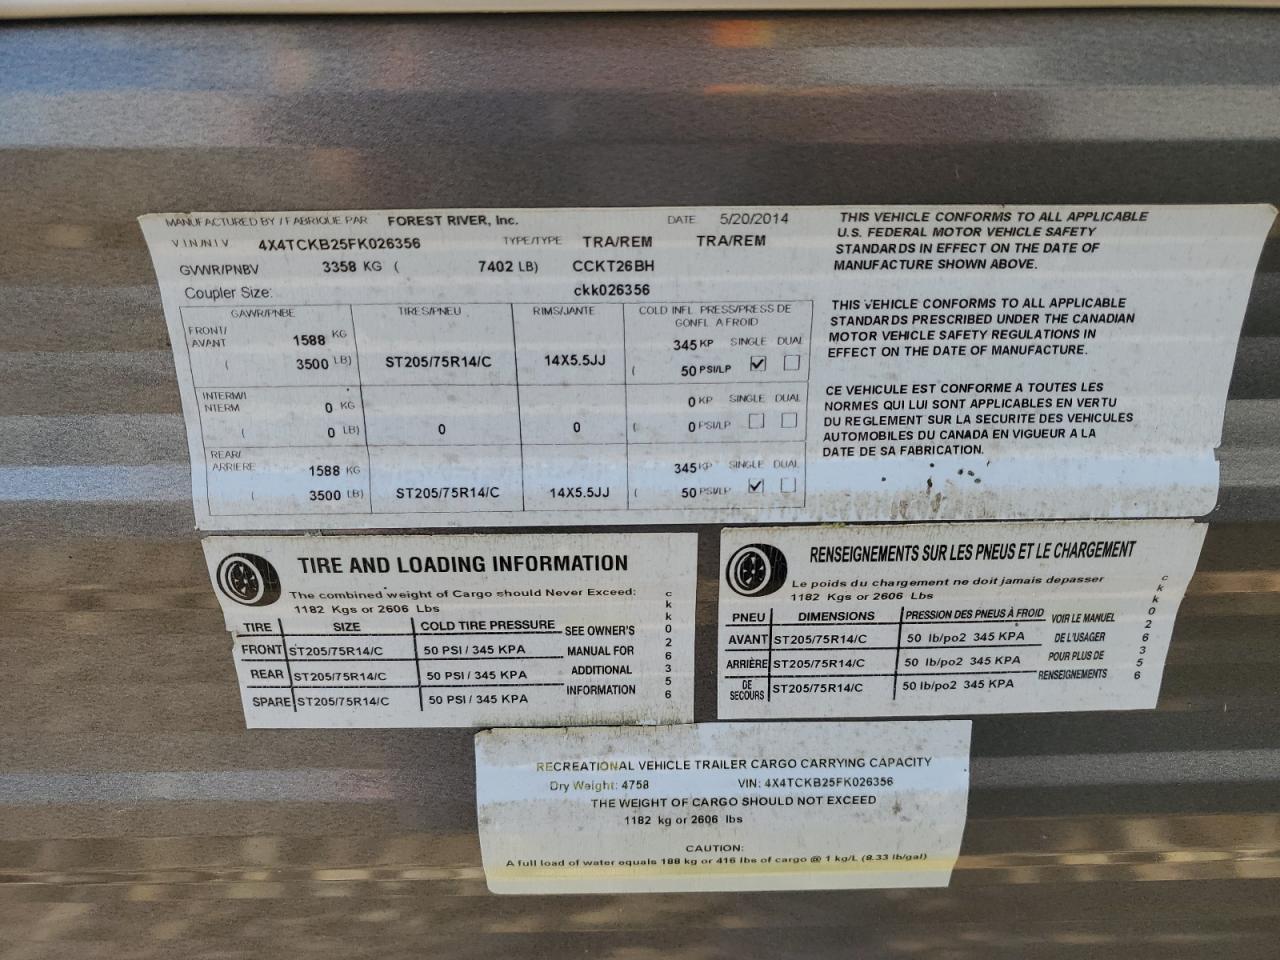 MANUFACTURED BY / FABRIQUE PAR FOREST RIVER, Inc. DATE 5/20/2014
V I N / N I V 4X4TCKB25FK026356 TYPE/TYPE TRA/REM TRA/REM
GVWR/PNBV 3358 KG ( 7402 LB) CCKT26BH
Coupler Size: ckk026356
GAWR/PNBE TIRES/PNEU RIMS/JANTE COLD INFL PRESS/PRESS DE
GONFL A FROID
FRONT/
AVANT 1588 KG 345 KP SINGLE DUAL
( 3500 LB) ST205/75R14/C 14X5.5JJ ( 50 PSI/LP
INTERM/I
NTERM 0 KG 0 KP SINGLE DUAL
( 0 LB) 0 0 ( 0 PSI/LP
REAR/
ARRIERE 1588 KG 345 KP SINGLE DUAL
( 3500 LB) ST205/75R14/C 14X5.5JJ ( 50 PSI/LP
THIS VEHICLE CONFORMS TO ALL APPLICABLE
U.S. FEDERAL MOTOR VEHICLE SAFETY
STANDARDS IN EFFECT ON THE DATE OF
MANUFACTURE SHOWN ABOVE.
THIS VEHICLE CONFORMS TO ALL APPLICABLE
STANDARDS PRESCRIBED UNDER THE CANADIAN
MOTOR VEHICLE SAFETY REGULATIONS IN
EFFECT ON THE DATE OF MANUFACTURE.
CE VEHICULE EST CONFORME A TOUTES LES
NORMES QUI LUI SONT APPLICABLES EN VERTU
DU REGLEMENT SUR LA SECURITE DES VEHICULES
AUTOMOBILES DU CANADA EN VIGUEUR A LA
DATE DE SA FABRICATION.
TIRE AND LOADING INFORMATION
The combined weight of Cargo should Never Exceed:
1182 Kgs or 2606 Lbs
TIRE SIZE COLD TIRE PRESSURE
FRONT ST205/75R14/C 50 PSI / 345 KPA
REAR ST205/75R14/C 50 PSI / 345 KPA
SPARE ST205/75R14/C 50 PSI / 345 KPA
SEE OWNER'S
MANUAL FOR
ADDITIONAL
INFORMATION
ckk026356
RENSEIGNEMENTS SUR LES PNEUS ET LE CHARGEMENT
Le poids du chargement ne doit jamais depasser
1182 Kgs or 2606 Lbs
PNEU DIMENSIONS PRESSION DES PNEUS À FROID
AVANT ST205/75R14/C 50 lb/po2 345 KPA
ARRIÈRE ST205/75R14/C 50 lb/po2 345 KPA
DE
SECOURS ST205/75R14/C 50 lb/po2 345 KPA
VOIR LE MANUEL
DE L'USAGER
POUR PLUS DE
RENSEIGNEMENTS
ckk026356
RECREATIONAL VEHICLE TRAILER CARGO CARRYING CAPACITY
Dry Weight: 4758 VIN: 4X4TCKB25FK026356
THE WEIGHT OF CARGO SHOULD NOT EXCEED
1182 kg or 2606 lbs
CAUTION:
A full load of water equals 188 kg or 416 lbs of cargo @ 1 kg/L (8.33 lb/gal)